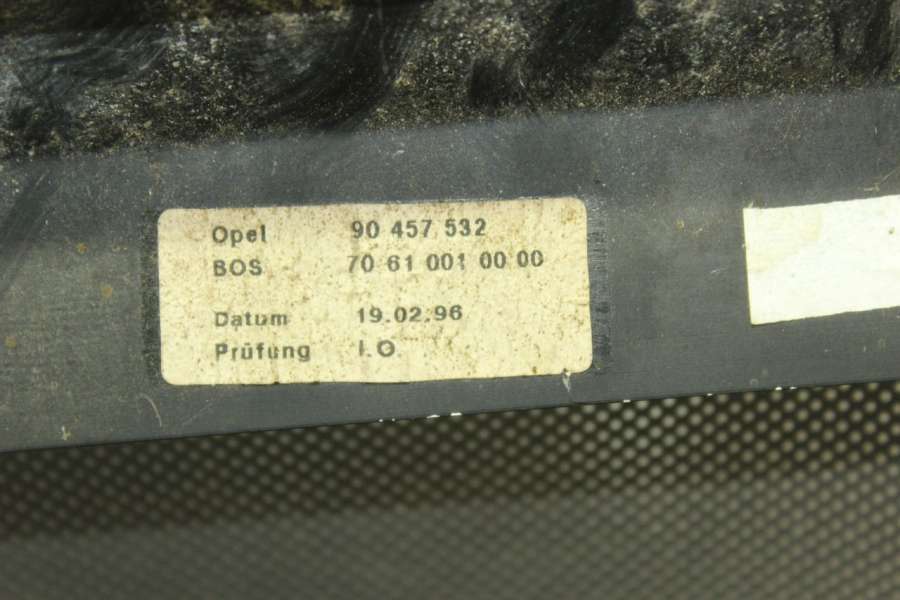 Opel 90 457 532
BOS 70 61 001 00 00
Datum 19.02.96
Prüfung I.O.